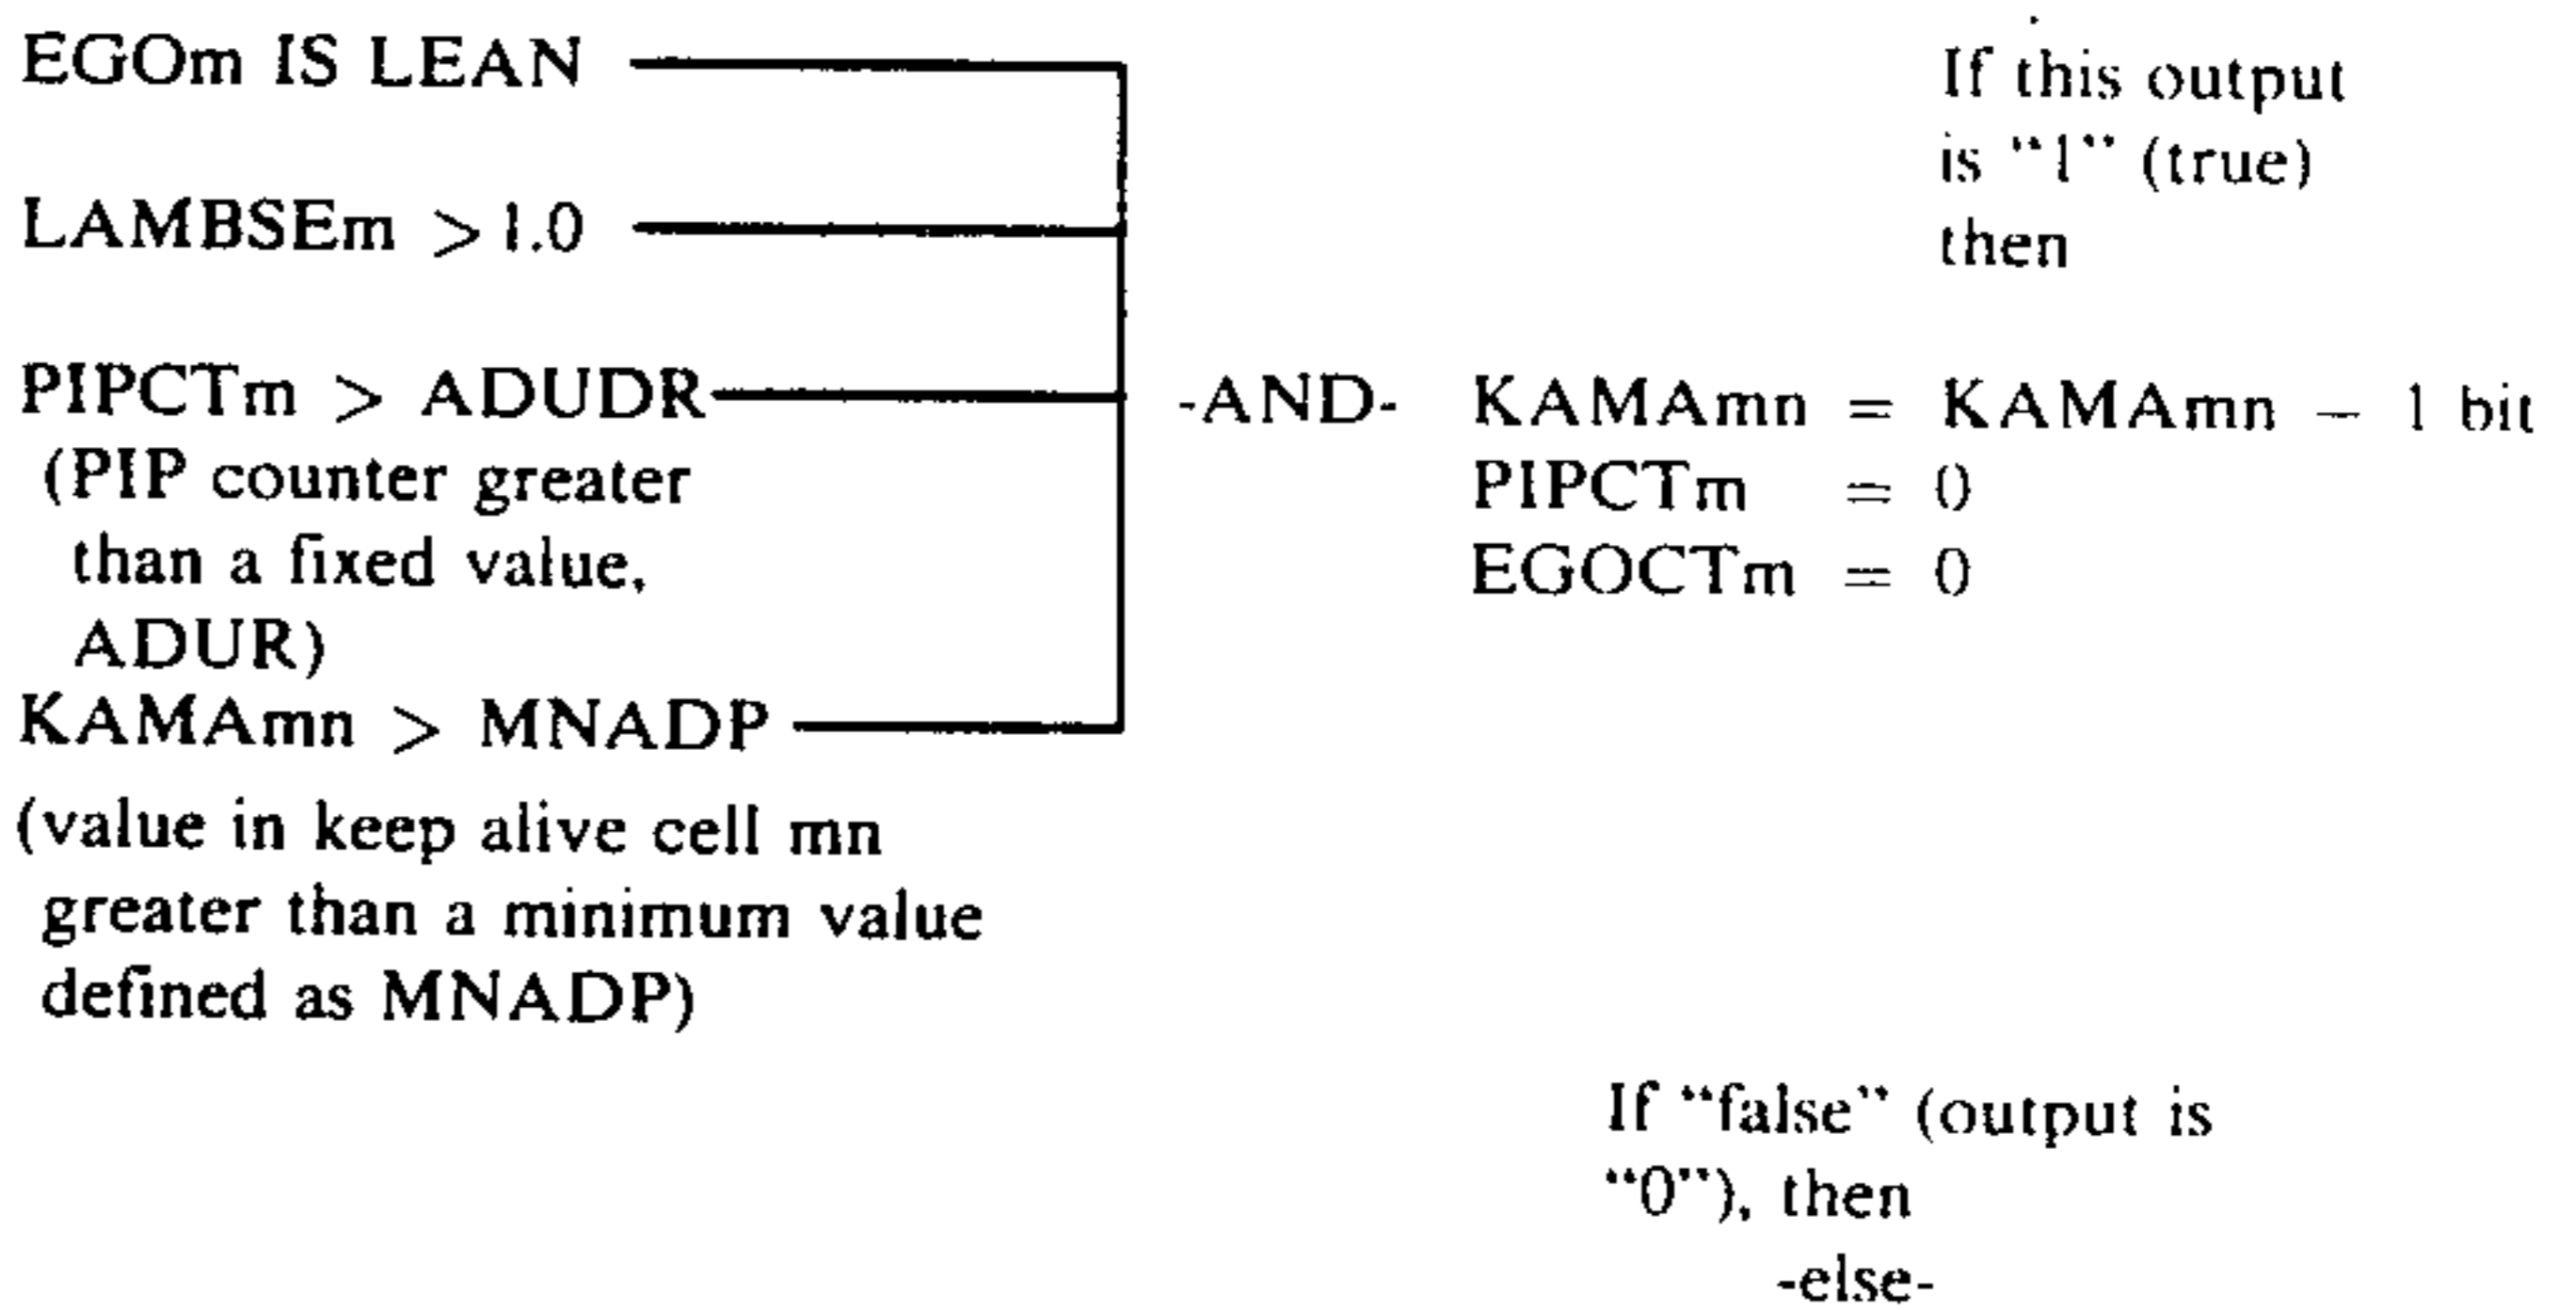 EGOm IS LEAN
If this output
is "1" (true)
then
LAMBSEm > 1.0
PIPCTm > ADUDR
(PIP counter greater
than a fixed value,
ADUR)
-AND-
KAMAmn = KAMAmn − 1 bit
PIPCTm = 0
EGOCTm = 0
KAMAmn > MNADP
(value in keep alive cell mn
greater than a minimum value
defined as MNADP)
If "false" (output is
"0"), then
-else-